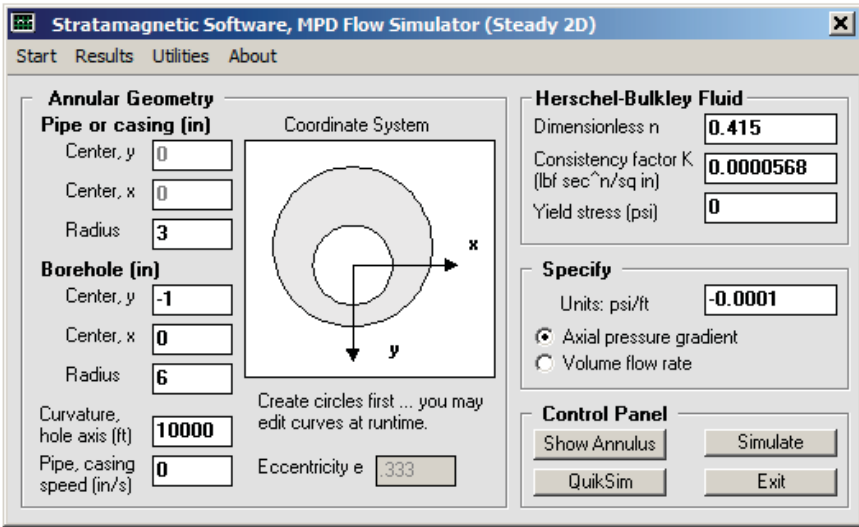 Stratamagnetic Software, MPD Flow Simulator (Steady 2D)
Start Results Utilities About
Annular Geometry
Pipe or casing (in)
Center, y 0
Center, x 0
Radius 3
Borehole (in)
Center, y -1
Center, x 0
Radius 6
Curvature,
hole axis (ft) 10000
Pipe, casing
speed (in/s) 0
Coordinate System
x
y
Create circles first ... you may
edit curves at runtime.
Eccentricity e .333
Herschel-Bulkley Fluid
Dimensionless n 0.415
Consistency factor K
(lbf sec^n/sq in) 0.0000568
Yield stress (psi) 0
Specify
Units: psi/ft -0.0001
Axial pressure gradient
Volume flow rate
Control Panel
Show Annulus Simulate
QuikSim Exit